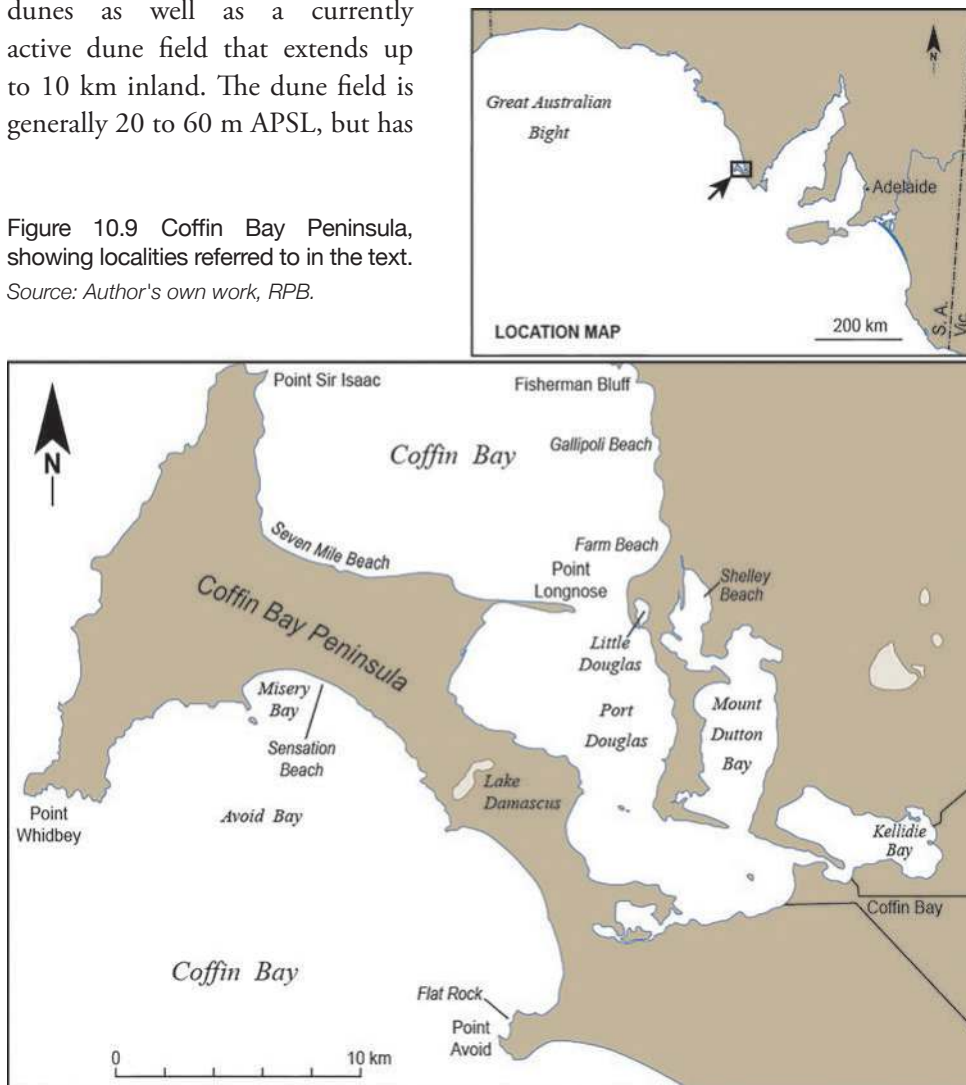 dunes as well as a currently
active dune field that extends up
to 10 km inland. The dune field is
generally 20 to 60 m APSL, but has
Figure 10.9 Coffin Bay Peninsula,
showing localities referred to in the text.
Source: Author's own work, RPB.
N
Great Australian
Bight
Adelaide
LOCATION MAP
200 km
S. A.
Vic.
N
Point Sir Isaac
Fisherman Bluff
Coffin Bay
Gallipoli Beach
Seven Mile Beach
Farm Beach
Point
Longnose
Shelley
Beach
Coffin Bay Peninsula
Little
Douglas
Misery
Bay
Sensation
Beach
Port
Douglas
Mount
Dutton
Bay
Lake
Damascus
Point
Whidbey
Avoid Bay
Kellidie
Bay
Coffin Bay
Coffin Bay
Flat Rock
Point
Avoid
0
10 km